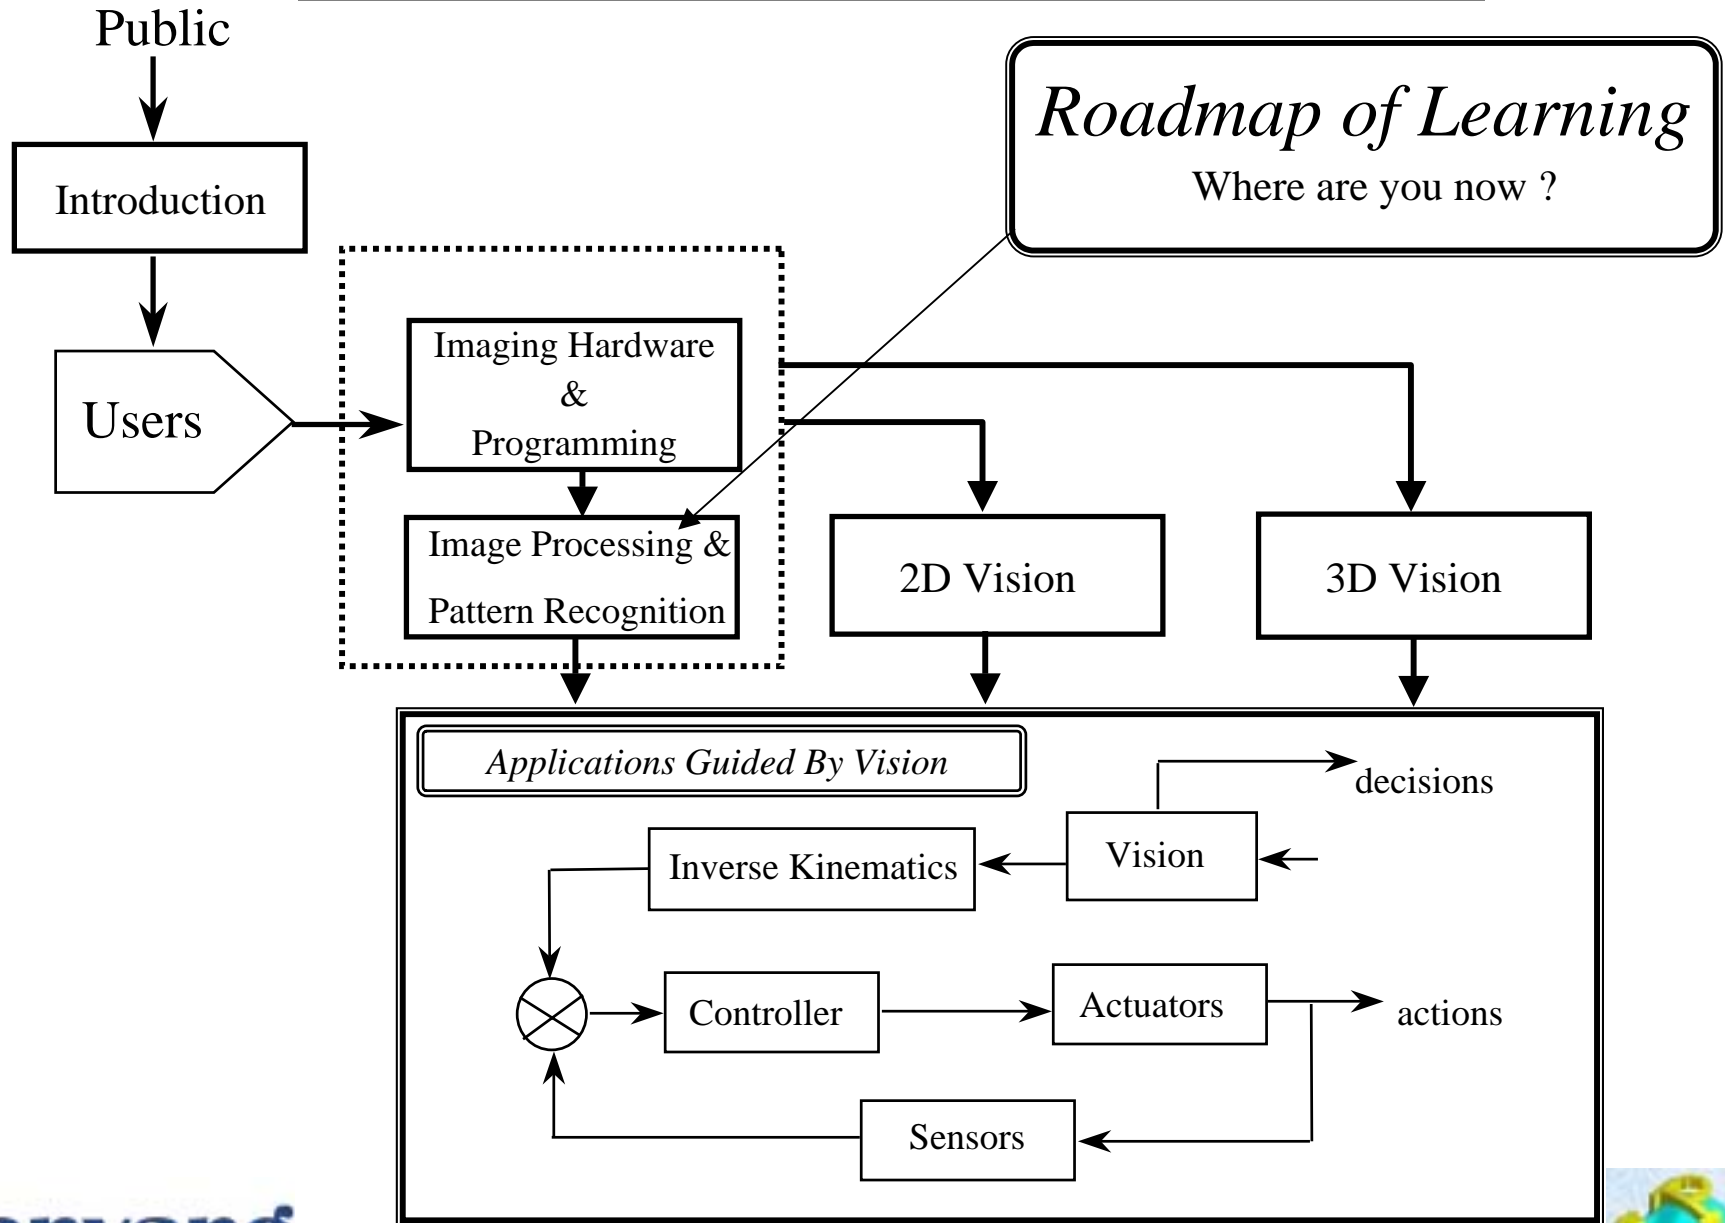 Public
Roadmap of Learning
Where are you now ?
Introduction
Imaging Hardware
&
Programming
Users
Image Processing &
Pattern Recognition
2D Vision
3D Vision
Applications Guided By Vision
decisions
Vision
Inverse Kinematics
Controller
Actuators
actions
Sensors